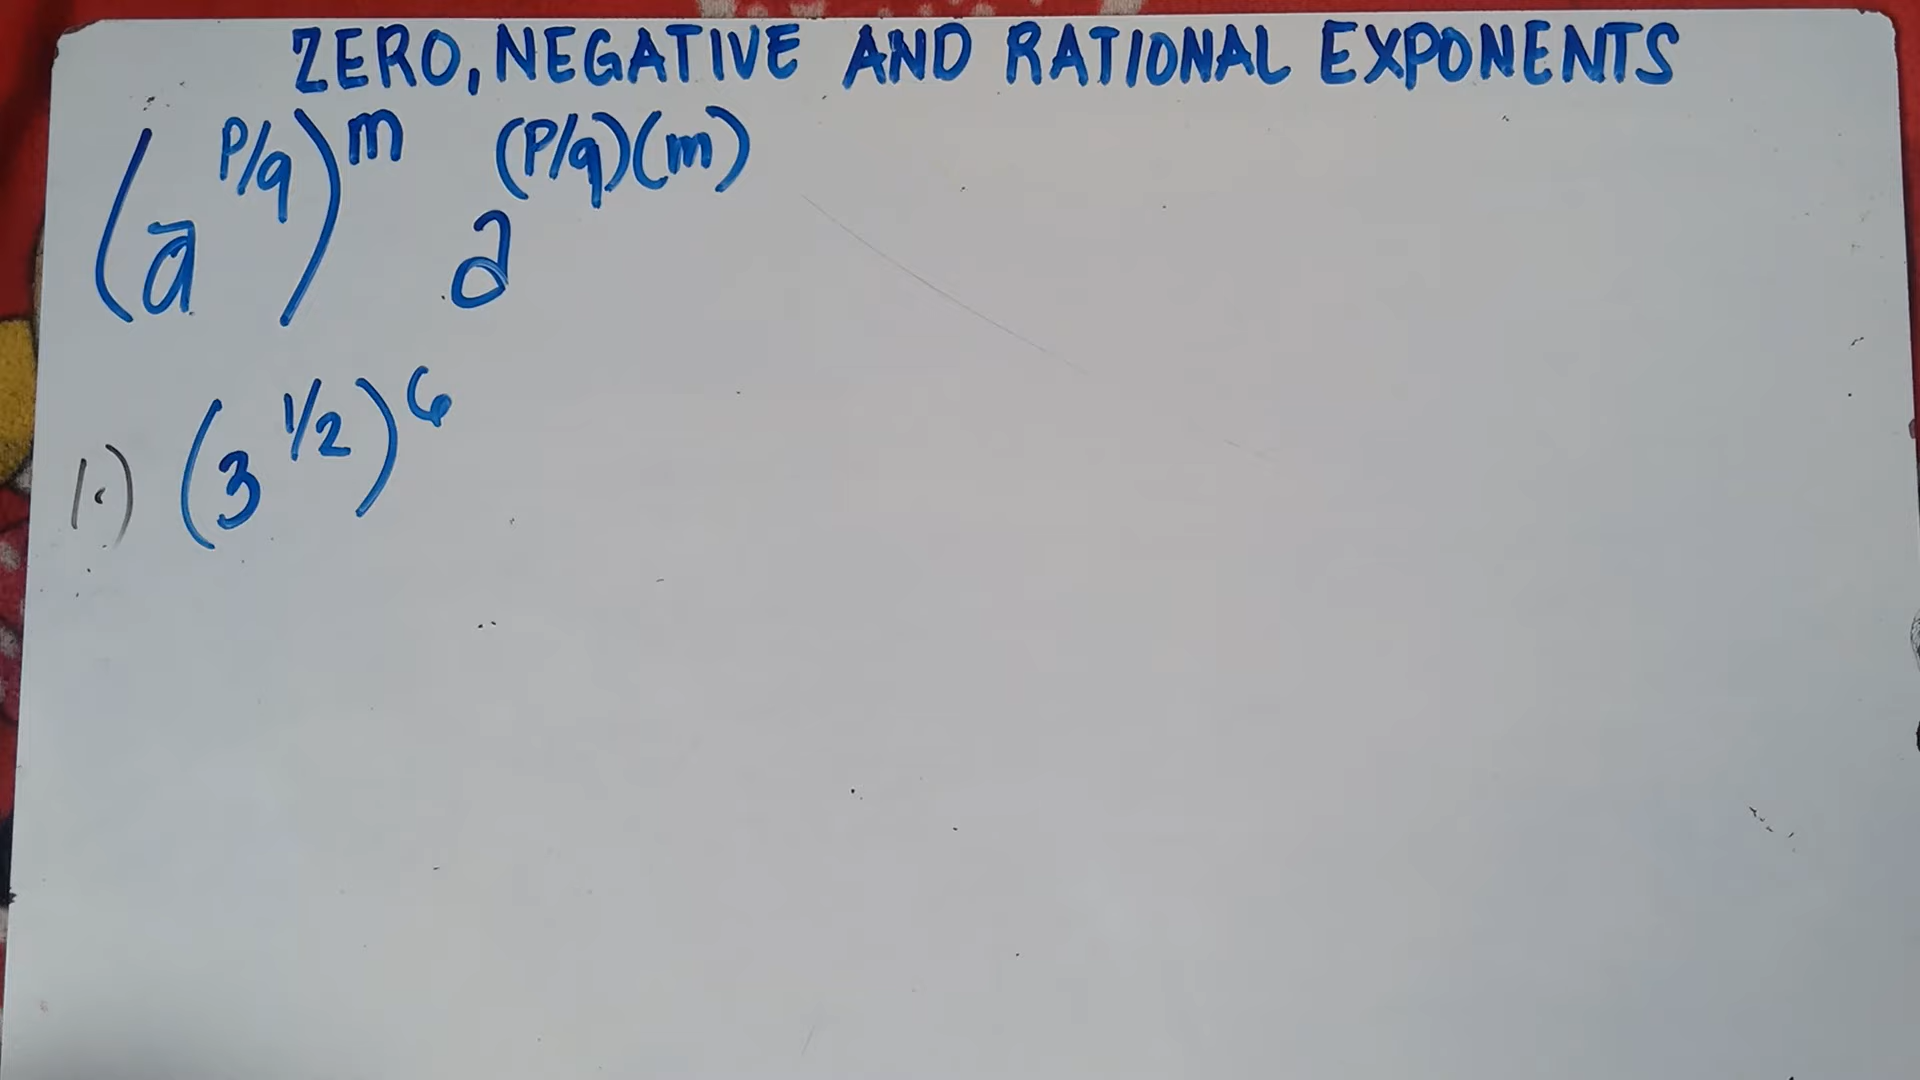 ZERO, NEGATIVE AND RATIONAL EXPONENTS
(a^P/q)^m a^(P/q)(m)
1.) (3^1/2)^6